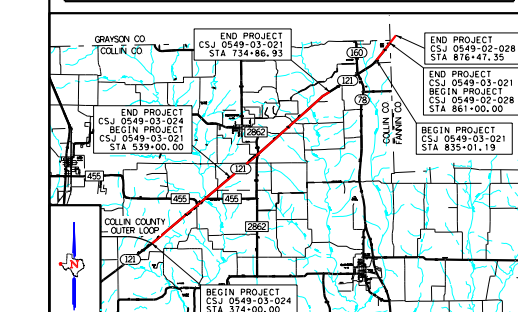 END PROJECT
CSJ 0549-03-021
STA 734+86.93
GRAYSON CO
COLLIN CO
160
END PROJECT
CSJ 0549-02-028
STA 876+47.35
121
END PROJECT
CSJ 0549-03-021
BEGIN PROJECT
CSJ 0549-02-028
STA 861+00.00
78
END PROJECT
CSJ 0549-03-024
BEGIN PROJECT
CSJ 0549-03-021
STA 539+00.00
COLLIN CO
FANNIN CO
2862
BEGIN PROJECT
CSJ 0549-03-021
STA 835+01.19
121
455
455
455
COLLIN COUNTY
OUTER LOOP
2862
121
N
BEGIN PROJECT
CSJ 0549-03-024
STA 374+00.00